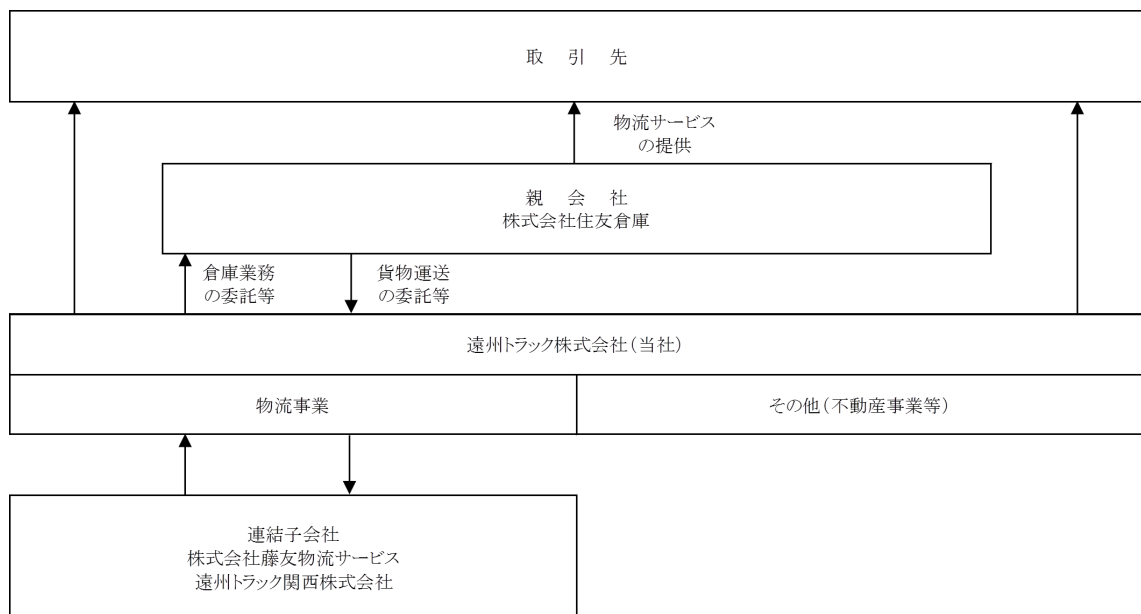 取 引 先
物流サービス
の提供
親 会 社
株式会社住友倉庫
倉庫業務
の委託等
貨物運送
の委託等
遠州トラック株式会社(当社)
物流事業
その他(不動産事業等)
連結子会社
株式会社藤友物流サービス
遠州トラック関西株式会社